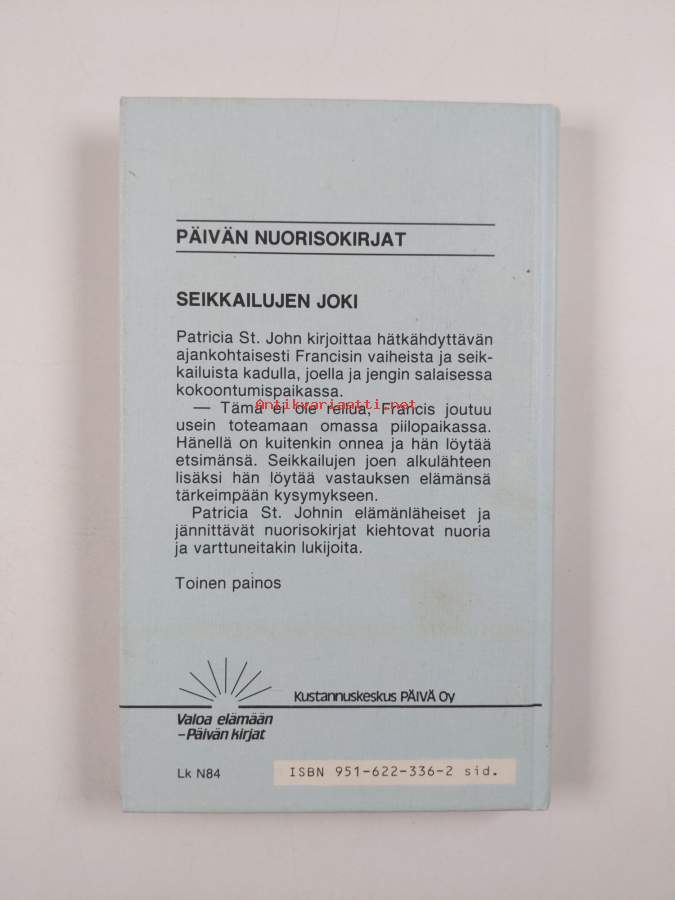 PÄIVÄN NUORISOKIRJAT
SEIKKAILUJEN JOKI
Patricia St. John kirjoittaa hätkähdyttävän
ajankohtaisesti Francisin vaiheista ja seik-
kailuista kadulla, joella ja jengin salaisessa
kokoontumispaikassa.
Antikvariaatti.net
— Tämä ei ole reilua, Francis joutuu
usein toteamaan omassa piilopaikassa.
Hänellä on kuitenkin onnea ja hän löytää
etsimänsä. Seikkailujen joen alkulähteen
lisäksi hän löytää vastauksen elämänsä
tärkeimpään kysymykseen.
Patricia St. Johnin elämänläheiset ja
jännittävät nuorisokirjat kiehtovat nuoria
ja varttuneitakin lukijoita.
Toinen painos
Kustannuskeskus PÄIVÄ Oy
Valoa elämään
–Päivän kirjat
Lk N84
ISBN 951-622-336-2 sid.